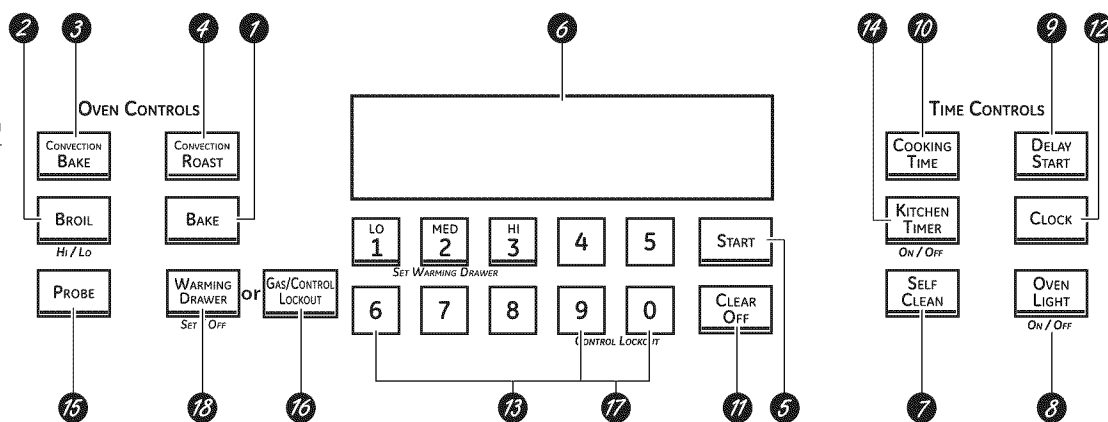 2 3 4 1 6 14 10 9 12
OVEN CONTROLS
TIME CONTROLS
CONVECTION BAKE
CONVECTION ROAST
COOKING TIME
DELAY START
BROIL
HI / LO
BAKE
LO 1
MED 2
HI 3
4
5
SET WARMING DRAWER
START
KITCHEN TIMER
ON / OFF
CLOCK
PROBE
WARMING DRAWER
SET OFF
or
GAS/CONTROL LOCKOUT
6
7
8
9
0
CONTROL LOCKOUT
CLEAR OFF
SELF CLEAN
OVEN LIGHT
ON / OFF
15 18 16 13 17 11 5 7 8